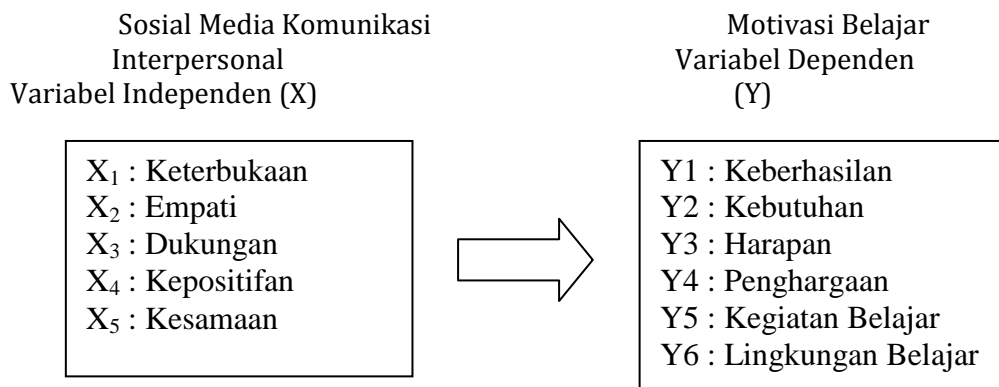 Sosial Media Komunikasi
Interpersonal
Variabel Independen (X)
X₁ : Keterbukaan
X₂ : Empati
X₃ : Dukungan
X₄ : Kepositifan
X₅ : Kesamaan
Motivasi Belajar
Variabel Dependen
(Y)
Y1 : Keberhasilan
Y2 : Kebutuhan
Y3 : Harapan
Y4 : Penghargaan
Y5 : Kegiatan Belajar
Y6 : Lingkungan Belajar